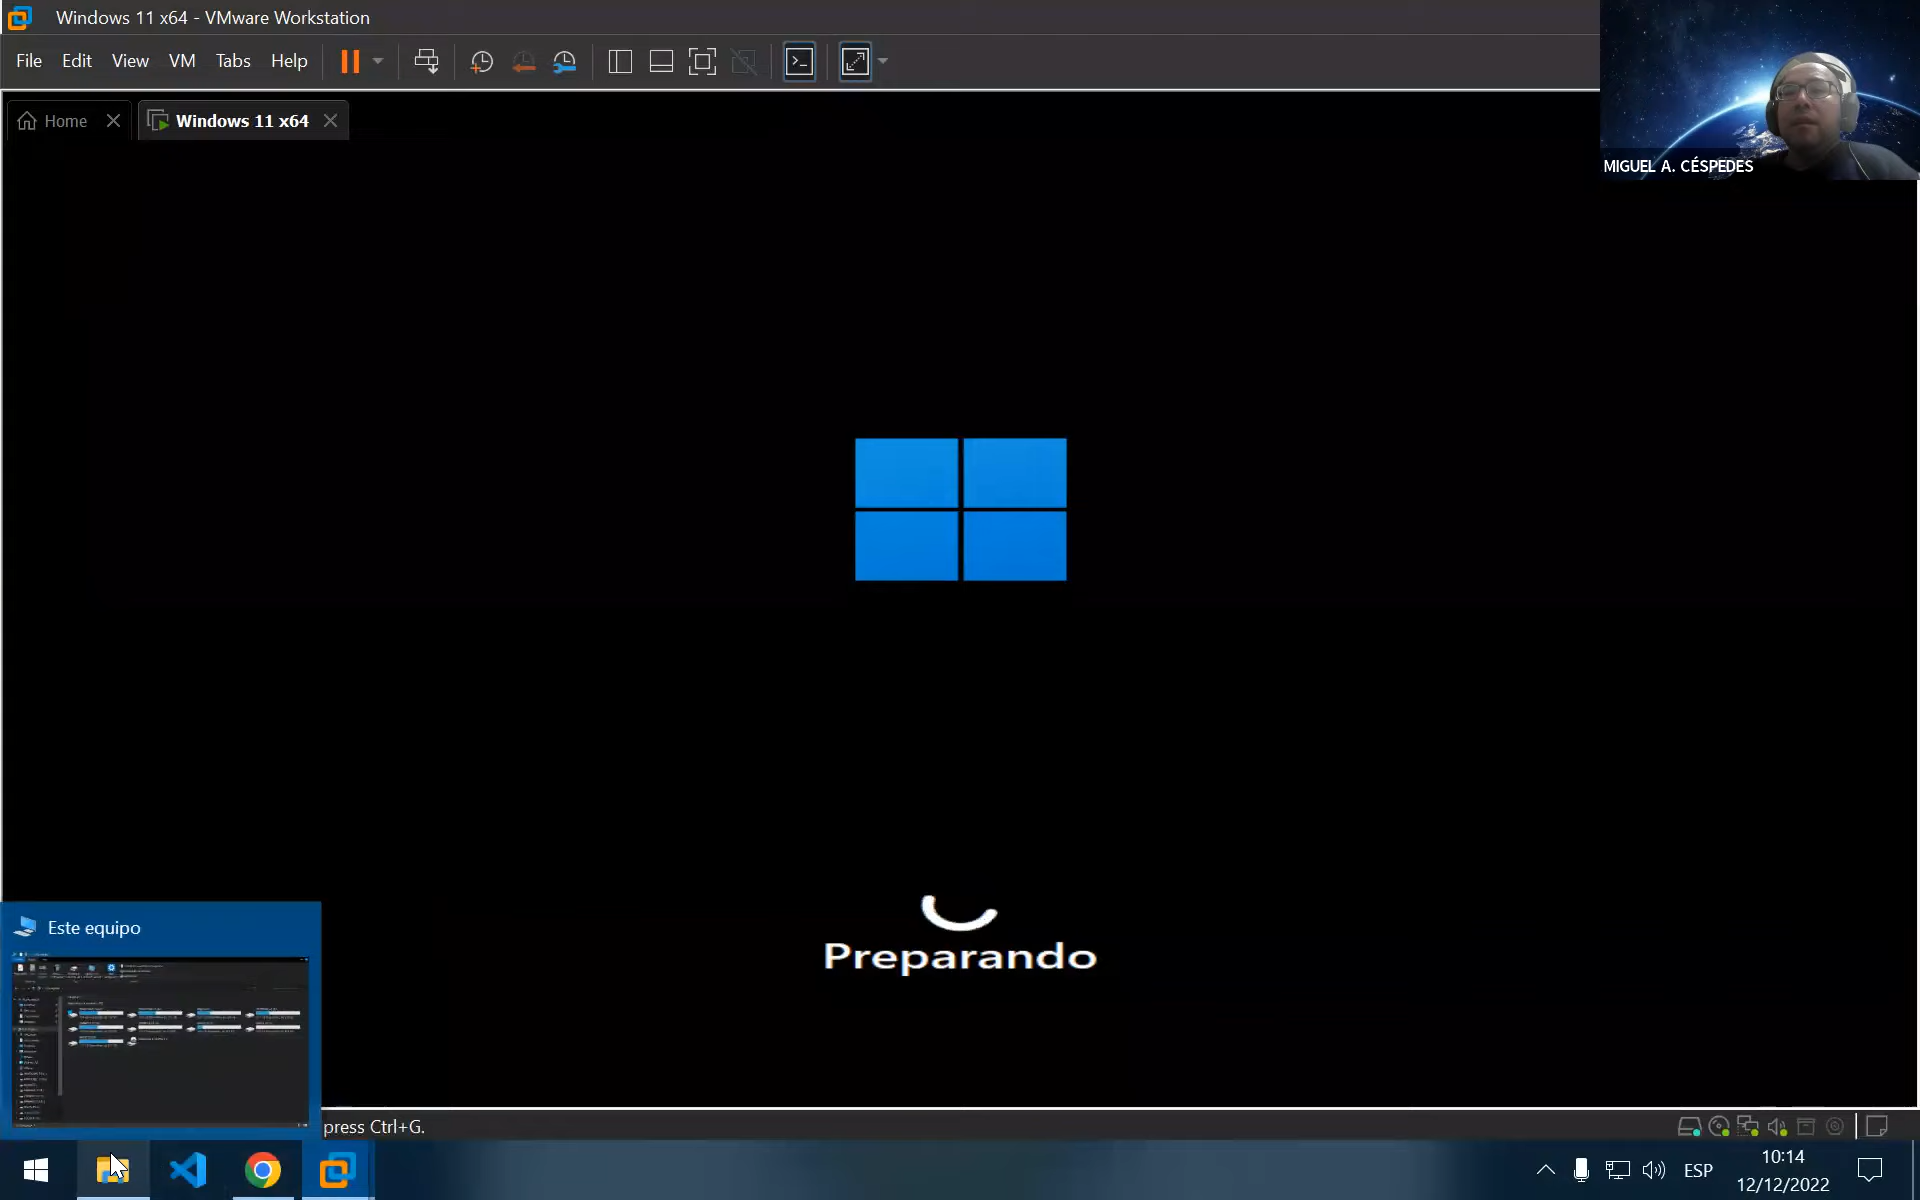 Windows 11 x64 - VMware Workstation
File Edit View VM Tabs Help
Home
Windows 11 x64
MIGUEL A. CÉSPEDES
Preparando
Este equipo
press Ctrl+G.
ESP
10:14
12/12/2022